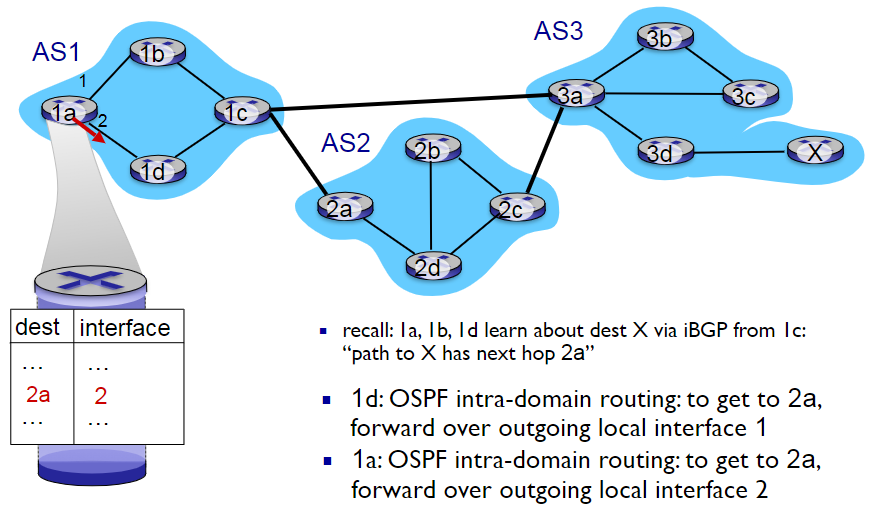 AS1
1
1b
1a
2
1c
1d
AS2
2b
2a
2c
2d
AS3
3b
3a
3c
3d
X
dest interface
... ...
2a 2
... ...
▪ recall: 1a, 1b, 1d learn about dest X via iBGP from 1c:
“path to X has next hop 2a”
▪ 1d: OSPF intra-domain routing: to get to 2a,
forward over outgoing local interface 1
▪ 1a: OSPF intra-domain routing: to get to 2a,
forward over outgoing local interface 2